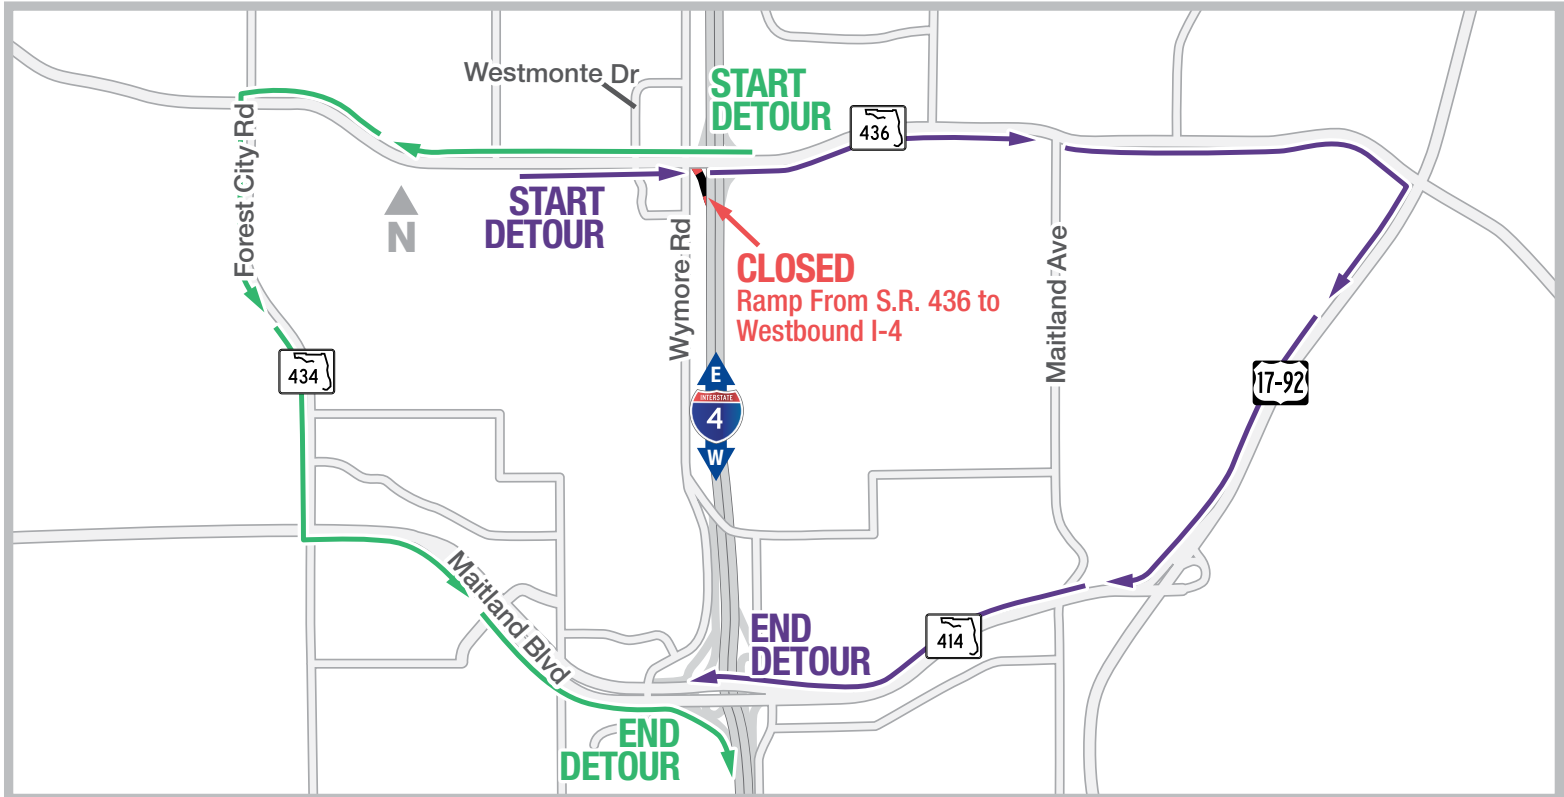 Westmonte Dr
START
DETOUR
436
Forest City Rd
START
DETOUR
N
Wymore Rd
CLOSED
Ramp From S.R. 436 to
Westbound I-4
Maitland Ave
E
INTERSTATE
4
W
434
17-92
Maitland Blvd
END
DETOUR
414
END
DETOUR